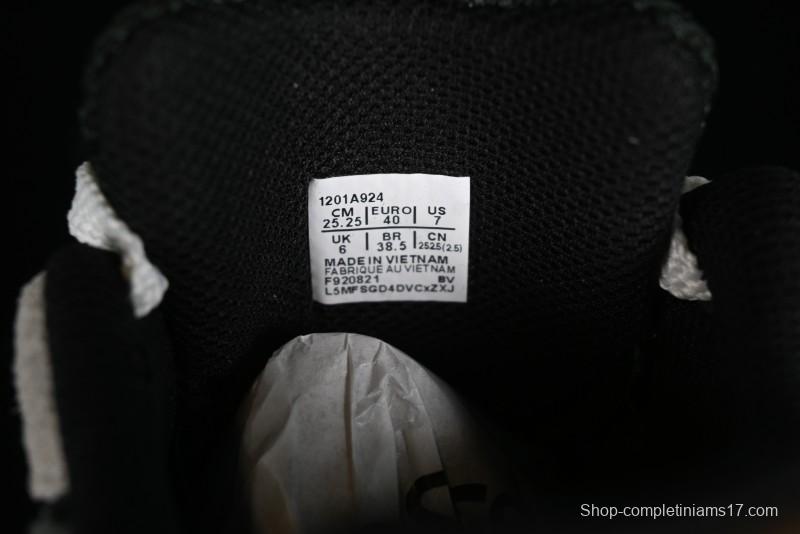 1201A924
CM | EURO | US
25.25 | 40 | 7
UK | BR | CN
6 | 38.5 | 252.5(2.5)
MADE IN VIETNAM
FABRIQUE AU VIETNAM
F920821 BV
L5MFSGD4DVCxZXJ
Shop-completiniams17.com